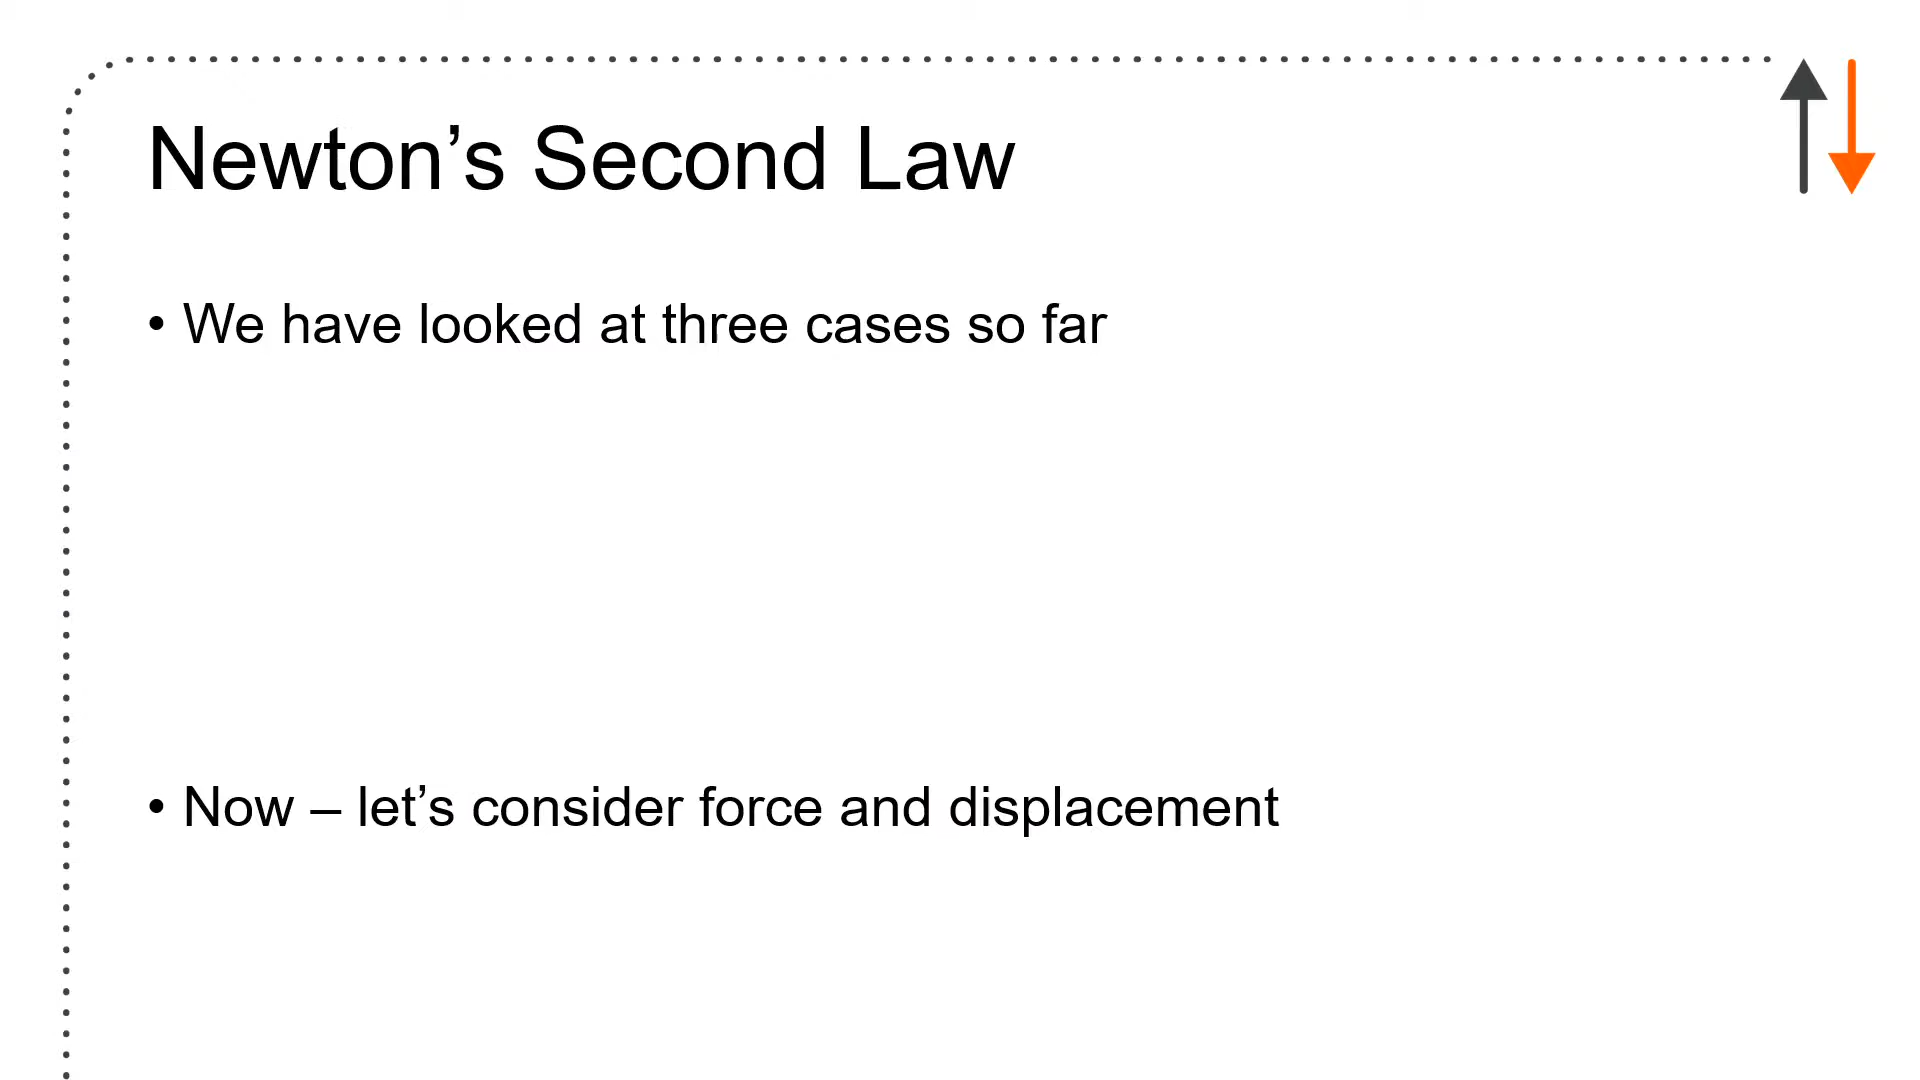 Newton’s Second Law
• We have looked at three cases so far
• Now – let’s consider force and displacement